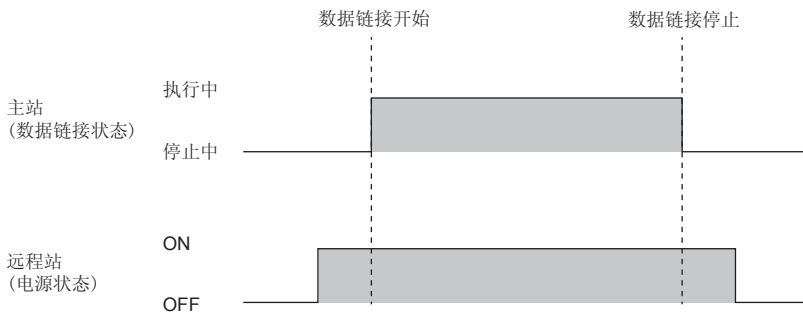 数据链接开始
数据链接停止
执行中
主站
(数据链接状态)
停止中
ON
远程站
(电源状态)
OFF